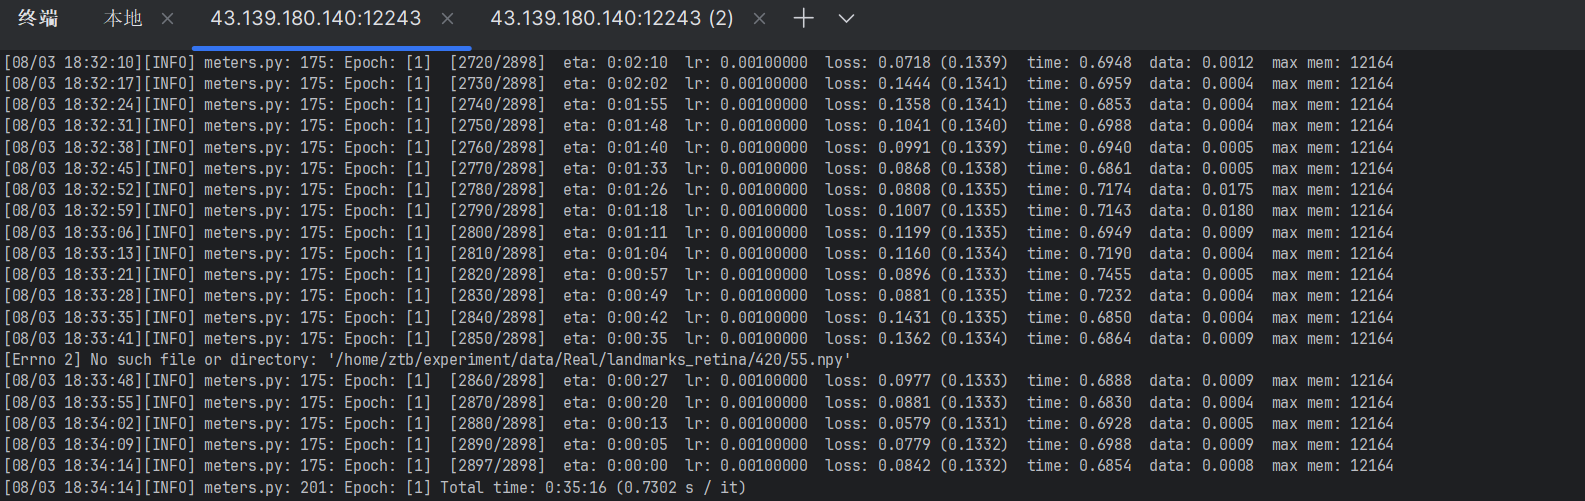 终端 本地 × 43.139.180.140:12243 × 43.139.180.140:12243 (2) ×
[08/03 18:32:10][INFO] meters.py: 175: Epoch: [1]  [2720/2898]  eta: 0:02:10  lr: 0.00100000  loss: 0.0718 (0.1339)  time: 0.6948  data: 0.0012  max mem: 12164
[08/03 18:32:17][INFO] meters.py: 175: Epoch: [1]  [2730/2898]  eta: 0:02:02  lr: 0.00100000  loss: 0.1444 (0.1341)  time: 0.6959  data: 0.0004  max mem: 12164
[08/03 18:32:24][INFO] meters.py: 175: Epoch: [1]  [2740/2898]  eta: 0:01:55  lr: 0.00100000  loss: 0.1358 (0.1341)  time: 0.6853  data: 0.0004  max mem: 12164
[08/03 18:32:31][INFO] meters.py: 175: Epoch: [1]  [2750/2898]  eta: 0:01:48  lr: 0.00100000  loss: 0.1041 (0.1340)  time: 0.6988  data: 0.0004  max mem: 12164
[08/03 18:32:38][INFO] meters.py: 175: Epoch: [1]  [2760/2898]  eta: 0:01:40  lr: 0.00100000  loss: 0.0991 (0.1339)  time: 0.6940  data: 0.0005  max mem: 12164
[08/03 18:32:45][INFO] meters.py: 175: Epoch: [1]  [2770/2898]  eta: 0:01:33  lr: 0.00100000  loss: 0.0868 (0.1338)  time: 0.6861  data: 0.0005  max mem: 12164
[08/03 18:32:52][INFO] meters.py: 175: Epoch: [1]  [2780/2898]  eta: 0:01:26  lr: 0.00100000  loss: 0.0808 (0.1335)  time: 0.7174  data: 0.0175  max mem: 12164
[08/03 18:32:59][INFO] meters.py: 175: Epoch: [1]  [2790/2898]  eta: 0:01:18  lr: 0.00100000  loss: 0.1007 (0.1335)  time: 0.7143  data: 0.0180  max mem: 12164
[08/03 18:33:06][INFO] meters.py: 175: Epoch: [1]  [2800/2898]  eta: 0:01:11  lr: 0.00100000  loss: 0.1199 (0.1335)  time: 0.6949  data: 0.0009  max mem: 12164
[08/03 18:33:13][INFO] meters.py: 175: Epoch: [1]  [2810/2898]  eta: 0:01:04  lr: 0.00100000  loss: 0.1160 (0.1334)  time: 0.7190  data: 0.0004  max mem: 12164
[08/03 18:33:21][INFO] meters.py: 175: Epoch: [1]  [2820/2898]  eta: 0:00:57  lr: 0.00100000  loss: 0.0896 (0.1333)  time: 0.7455  data: 0.0005  max mem: 12164
[08/03 18:33:28][INFO] meters.py: 175: Epoch: [1]  [2830/2898]  eta: 0:00:49  lr: 0.00100000  loss: 0.0881 (0.1335)  time: 0.7232  data: 0.0004  max mem: 12164
[08/03 18:33:35][INFO] meters.py: 175: Epoch: [1]  [2840/2898]  eta: 0:00:42  lr: 0.00100000  loss: 0.1431 (0.1335)  time: 0.6850  data: 0.0004  max mem: 12164
[08/03 18:33:41][INFO] meters.py: 175: Epoch: [1]  [2850/2898]  eta: 0:00:35  lr: 0.00100000  loss: 0.1362 (0.1334)  time: 0.6864  data: 0.0009  max mem: 12164
[Errno 2] No such file or directory: '/home/ztb/experiment/data/Real/landmarks_retina/420/55.npy'
[08/03 18:33:48][INFO] meters.py: 175: Epoch: [1]  [2860/2898]  eta: 0:00:27  lr: 0.00100000  loss: 0.0977 (0.1333)  time: 0.6888  data: 0.0009  max mem: 12164
[08/03 18:33:55][INFO] meters.py: 175: Epoch: [1]  [2870/2898]  eta: 0:00:20  lr: 0.00100000  loss: 0.0881 (0.1333)  time: 0.6830  data: 0.0004  max mem: 12164
[08/03 18:34:02][INFO] meters.py: 175: Epoch: [1]  [2880/2898]  eta: 0:00:13  lr: 0.00100000  loss: 0.0579 (0.1331)  time: 0.6928  data: 0.0005  max mem: 12164
[08/03 18:34:09][INFO] meters.py: 175: Epoch: [1]  [2890/2898]  eta: 0:00:05  lr: 0.00100000  loss: 0.0779 (0.1332)  time: 0.6988  data: 0.0009  max mem: 12164
[08/03 18:34:14][INFO] meters.py: 175: Epoch: [1]  [2897/2898]  eta: 0:00:00  lr: 0.00100000  loss: 0.0842 (0.1332)  time: 0.6854  data: 0.0008  max mem: 12164
[08/03 18:34:14][INFO] meters.py: 201: Epoch: [1] Total time: 0:35:16 (0.7302 s / it)